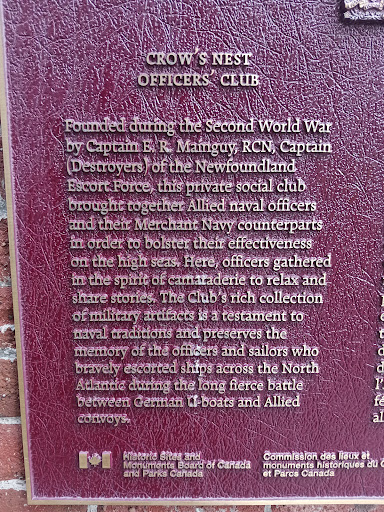 CROW'S NEST
OFFICERS' CLUB
Founded during the Second World War
by Captain E. R. Mainguy, RCN, Captain
(Destroyers) of the Newfoundland
Escort Force, this private social club
brought together Allied naval officers
and their Merchant Navy counterparts
in order to bolster their effectiveness
on the high seas. Here, officers gathered
in the spirit of camaraderie to relax and
share stories. The Club's rich collection
of military artifacts is a testament to
naval traditions and preserves the
memory of the officers and sailors who
bravely escorted ships across the North
Atlantic during the long fierce battle
between German U-boats and Allied
convoys.
Historic Sites and
Monuments Board of Canada
and Parks Canada
Commission des lieux et
monuments historiques du
et Parcs Canada